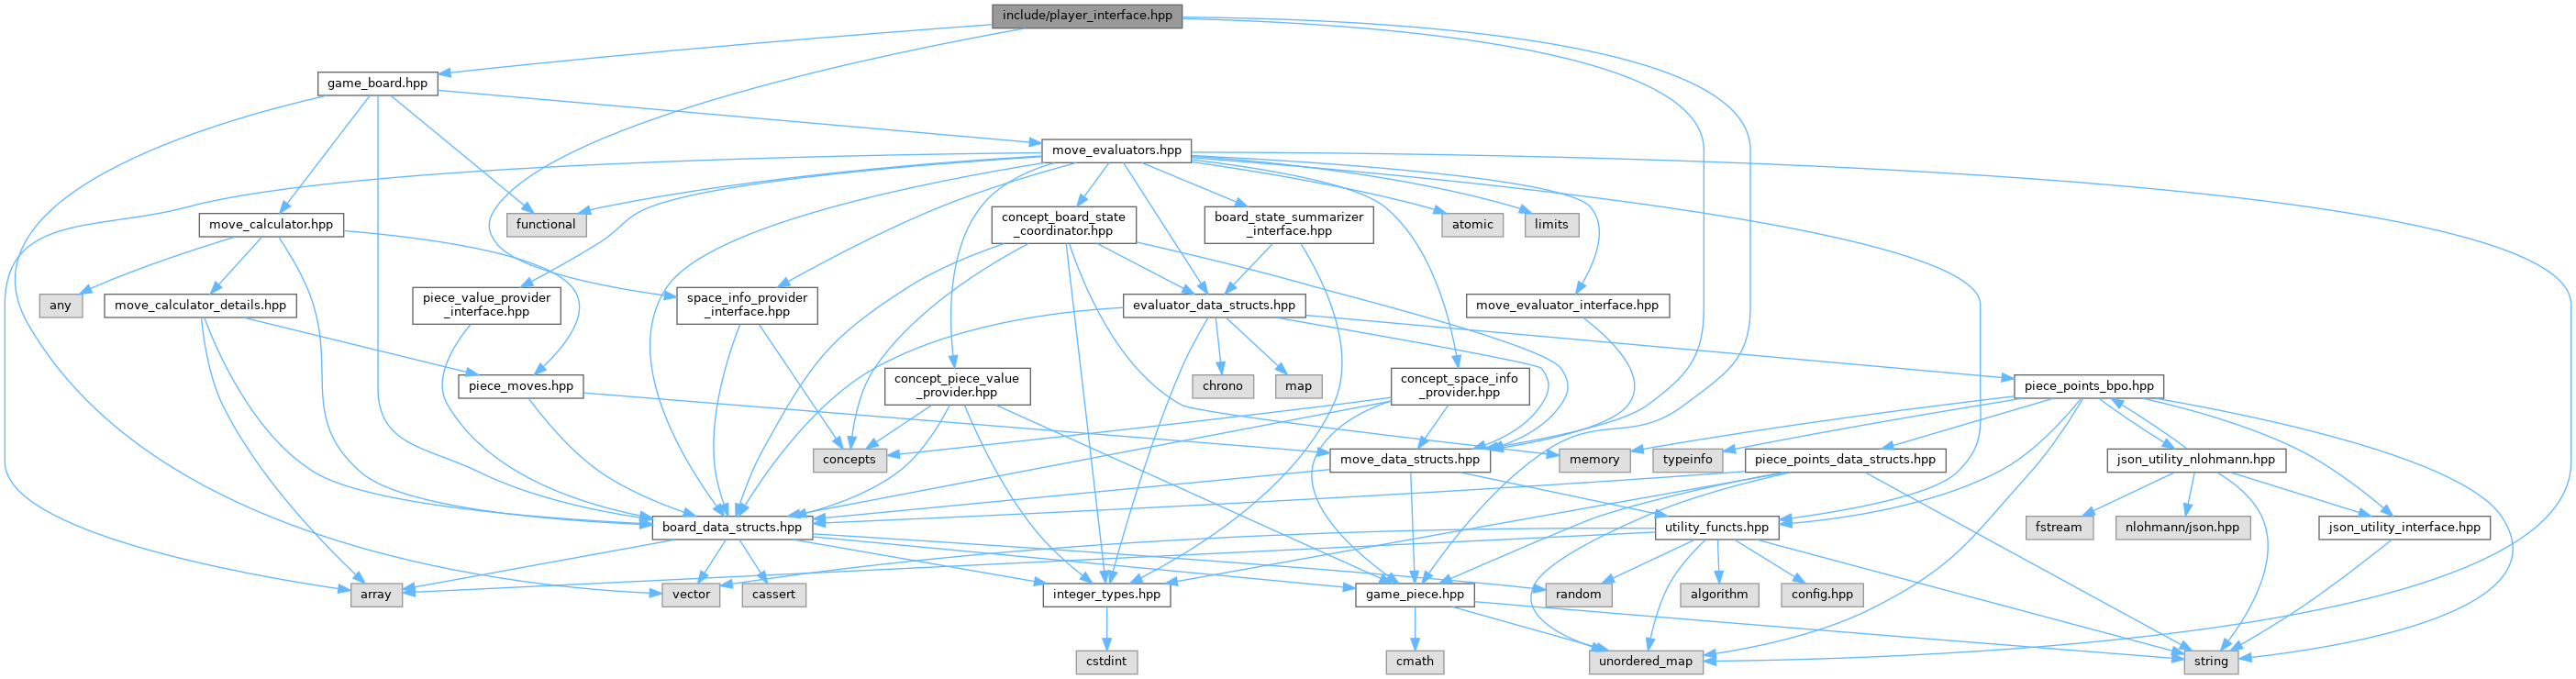 include/player_interface.hpp
game_board.hpp
move_evaluators.hpp
move_calculator.hpp
functional
concept_board_state
_coordinator.hpp
board_state_summarizer
_interface.hpp
atomic
limits
any
move_calculator_details.hpp
piece_value_provider
_interface.hpp
space_info_provider
_interface.hpp
evaluator_data_structs.hpp
move_evaluator_interface.hpp
piece_moves.hpp
concept_piece_value
_provider.hpp
chrono
map
concept_space_info
_provider.hpp
piece_points_bpo.hpp
concepts
move_data_structs.hpp
memory
typeinfo
piece_points_data_structs.hpp
json_utility_nlohmann.hpp
board_data_structs.hpp
utility_functs.hpp
fstream
nlohmann/json.hpp
json_utility_interface.hpp
array
vector
cassert
integer_types.hpp
game_piece.hpp
random
algorithm
config.hpp
cstdint
cmath
unordered_map
string